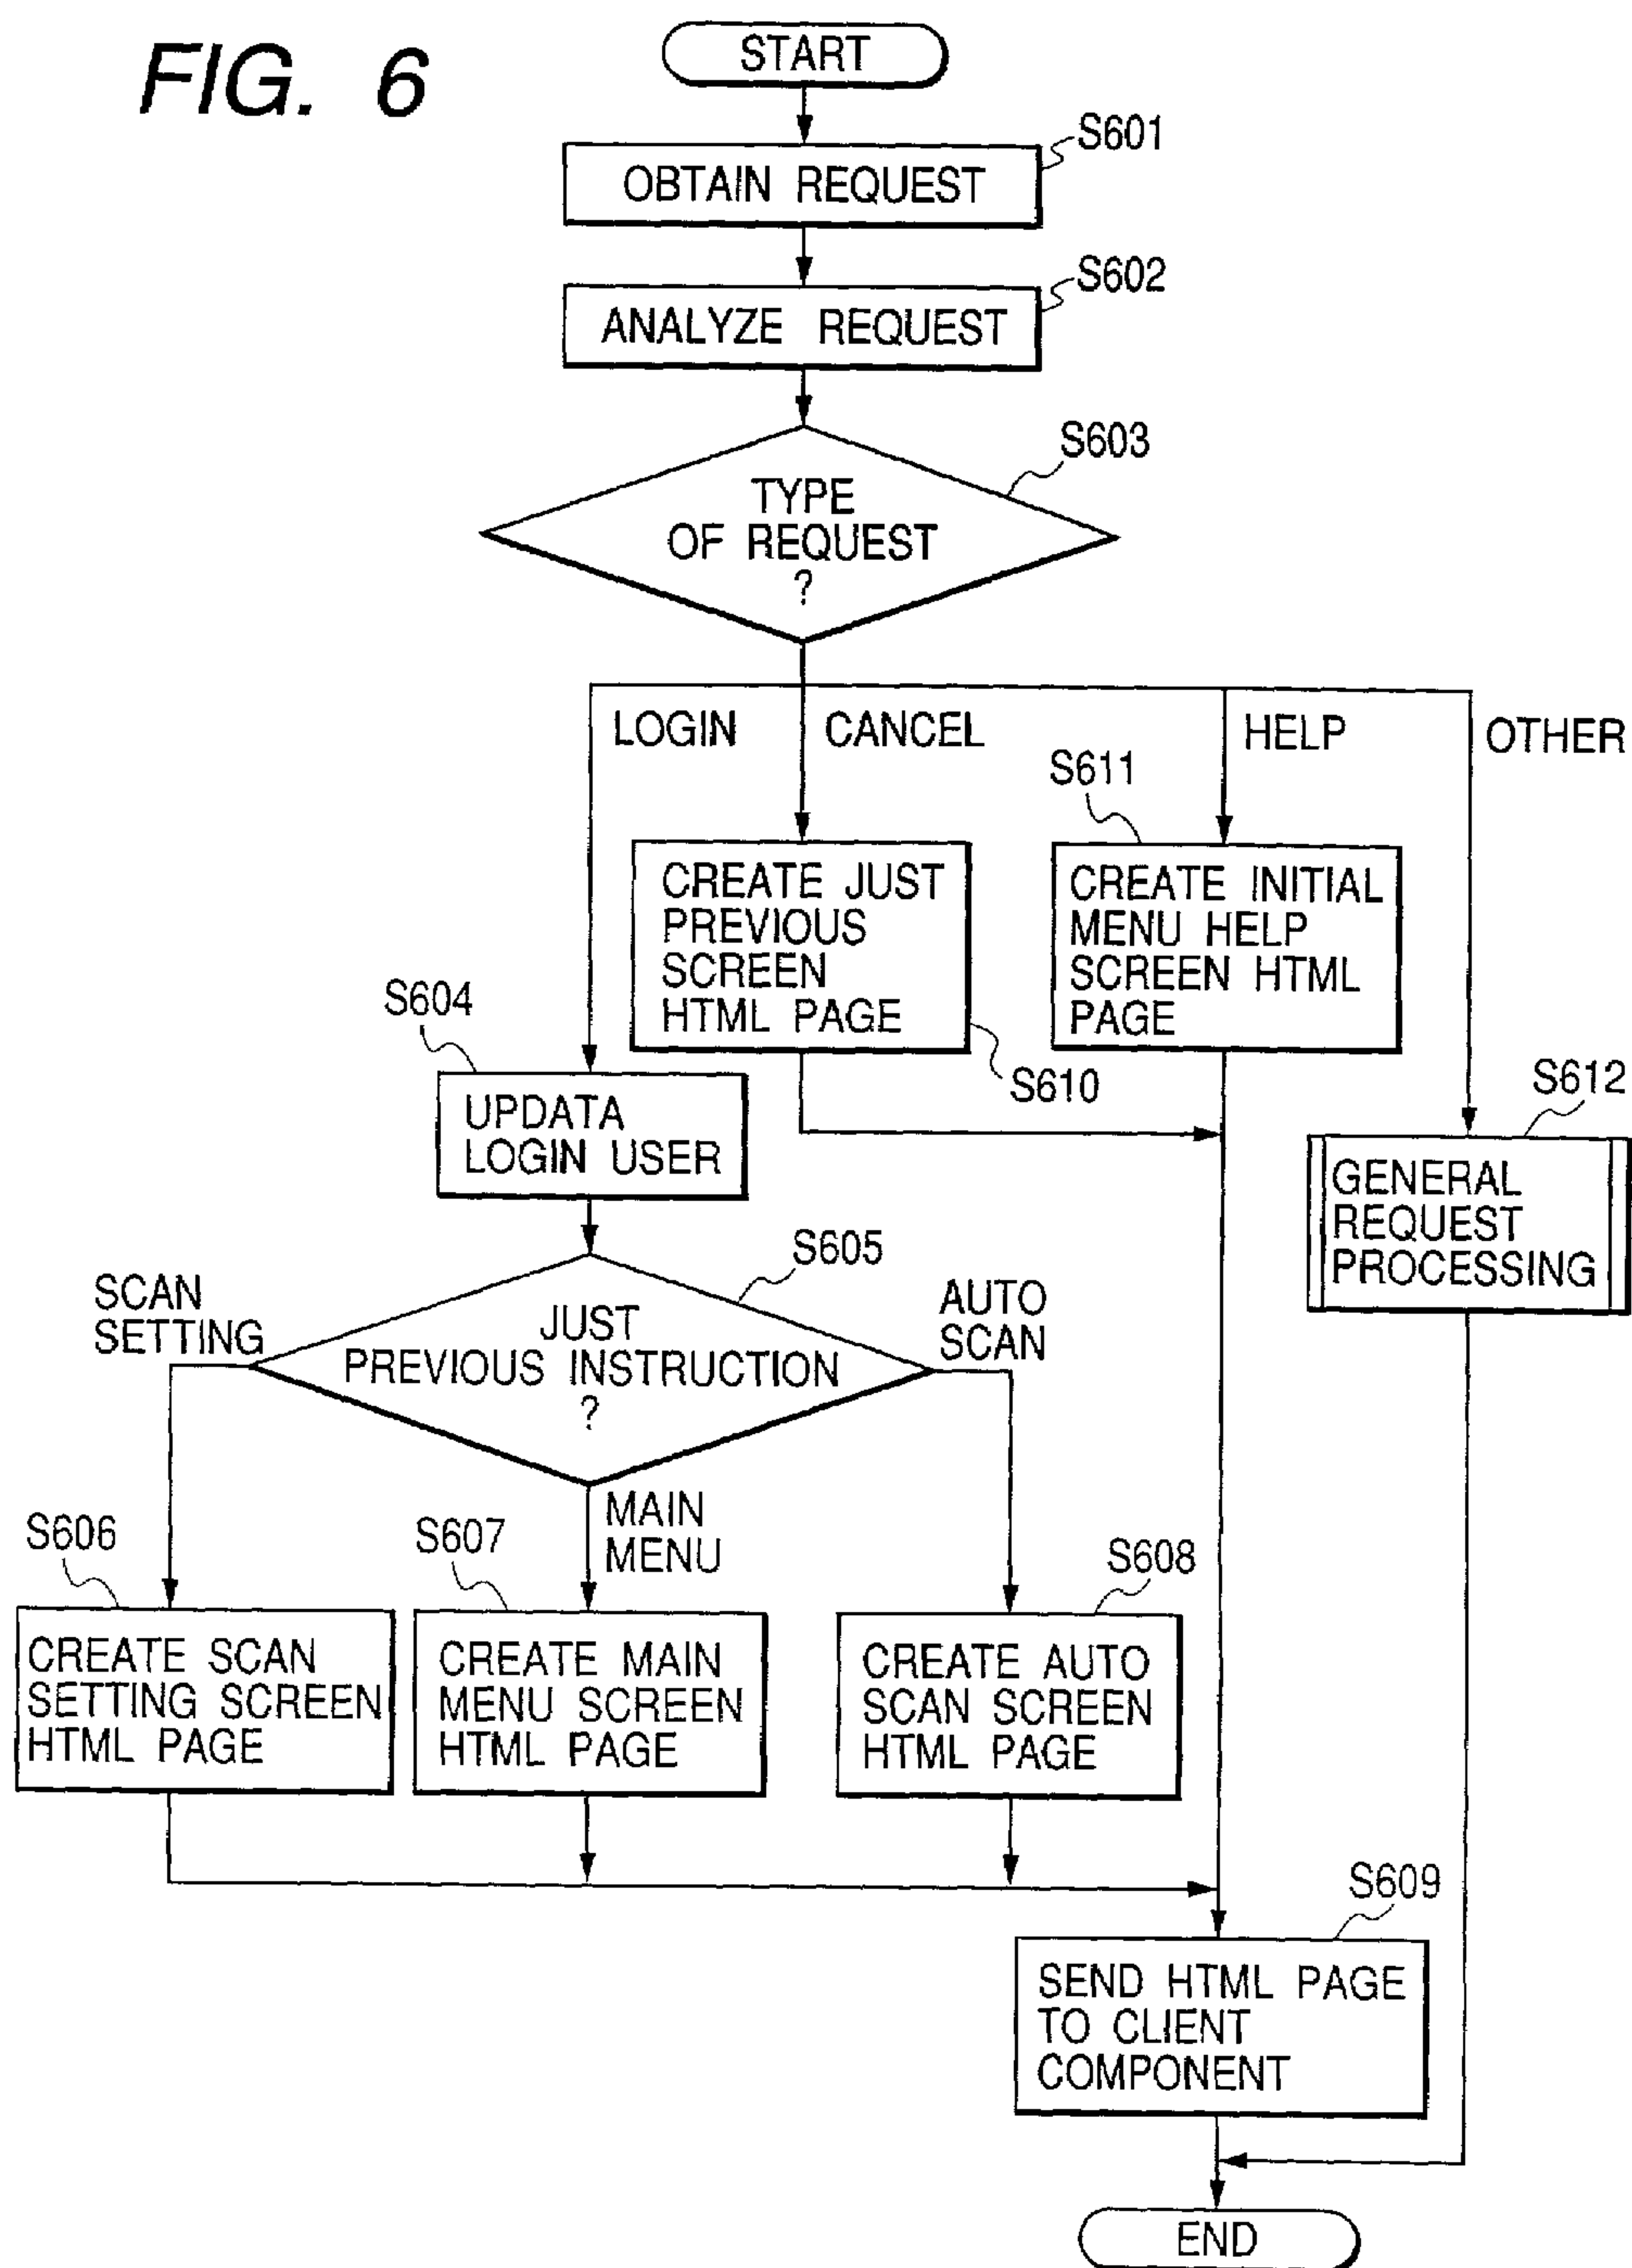 FIG. 6
START
S601
OBTAIN REQUEST
S602
ANALYZE REQUEST
S603
TYPE
OF REQUEST
?
LOGIN
CANCEL
HELP
OTHER
S611
CREATE JUST
PREVIOUS
SCREEN
HTML PAGE
S610
CREATE INITIAL
MENU HELP
SCREEN HTML
PAGE
S604
UPDATA
LOGIN USER
S612
GENERAL
REQUEST
PROCESSING
S605
JUST
PREVIOUS INSTRUCTION
?
SCAN
SETTING
AUTO
SCAN
MAIN
MENU
S606
CREATE SCAN
SETTING SCREEN
HTML PAGE
S607
CREATE MAIN
MENU SCREEN
HTML PAGE
S608
CREATE AUTO
SCAN SCREEN
HTML PAGE
S609
SEND HTML PAGE
TO CLIENT
COMPONENT
END